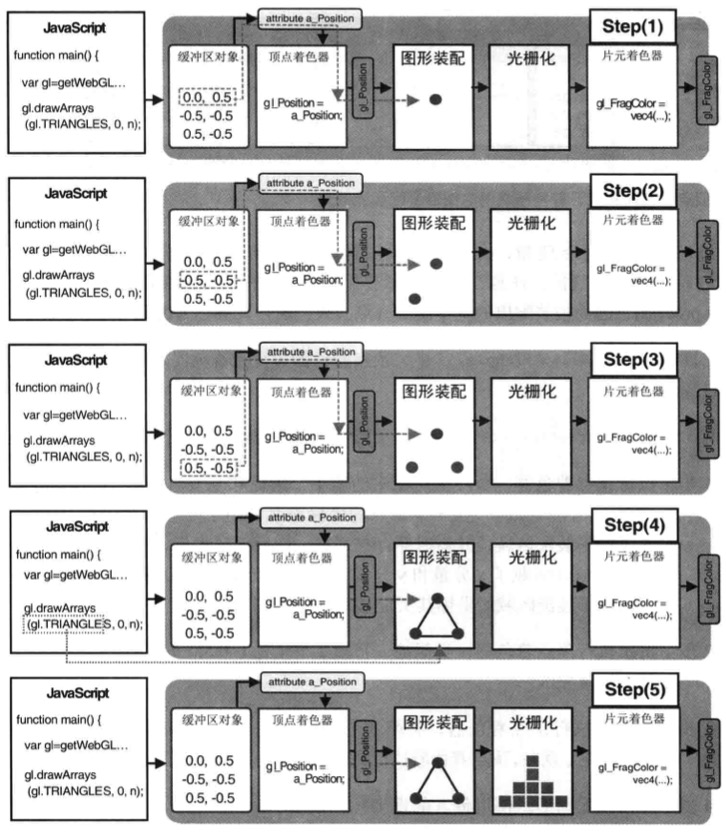 JavaScript
function main() {
var gl=getWebGL…
gl.drawArrays
(gl.TRIANGLES, 0, n);
attribute a_Position
缓冲区对象
0.0, 0.5
-0.5, -0.5
0.5, -0.5
顶点着色器
gl_Position =
a_Position;
gl_Position
图形装配
光栅化
Step(1)
片元着色器
gl_FragColor =
vec4(...);
gl_FragColor
JavaScript
function main() {
var gl=getWebGL…
gl.drawArrays
(gl.TRIANGLES, 0, n);
attribute a_Position
缓冲区对象
0.0, 0.5
-0.5, -0.5
0.5, -0.5
顶点着色器
gl_Position =
a_Position;
gl_Position
图形装配
光栅化
Step(2)
片元着色器
gl_FragColor =
vec4(...);
gl_FragColor
JavaScript
function main() {
var gl=getWebGL…
gl.drawArrays
(gl.TRIANGLES, 0, n);
attribute a_Position
缓冲区对象
0.0, 0.5
-0.5, -0.5
0.5, -0.5
顶点着色器
gl_Position =
a_Position;
gl_Position
图形装配
光栅化
Step(3)
片元着色器
gl_FragColor =
vec4(...);
gl_FragColor
JavaScript
function main() {
var gl=getWebGL…
gl.drawArrays
(gl.TRIANGLES, 0, n);
attribute a_Position
缓冲区对象
0.0, 0.5
-0.5, -0.5
0.5, -0.5
顶点着色器
gl_Position =
a_Position;
gl_Position
图形装配
光栅化
Step(4)
片元着色器
gl_FragColor =
vec4(...);
gl_FragColor
JavaScript
function main() {
var gl=getWebGL…
gl.drawArrays
(gl.TRIANGLES, 0, n);
attribute a_Position
缓冲区对象
0.0, 0.5
-0.5, -0.5
0.5, -0.5
顶点着色器
gl_Position =
a_Position;
gl_Position
图形装配
光栅化
Step(5)
片元着色器
gl_FragColor =
vec4(...);
gl_FragColor